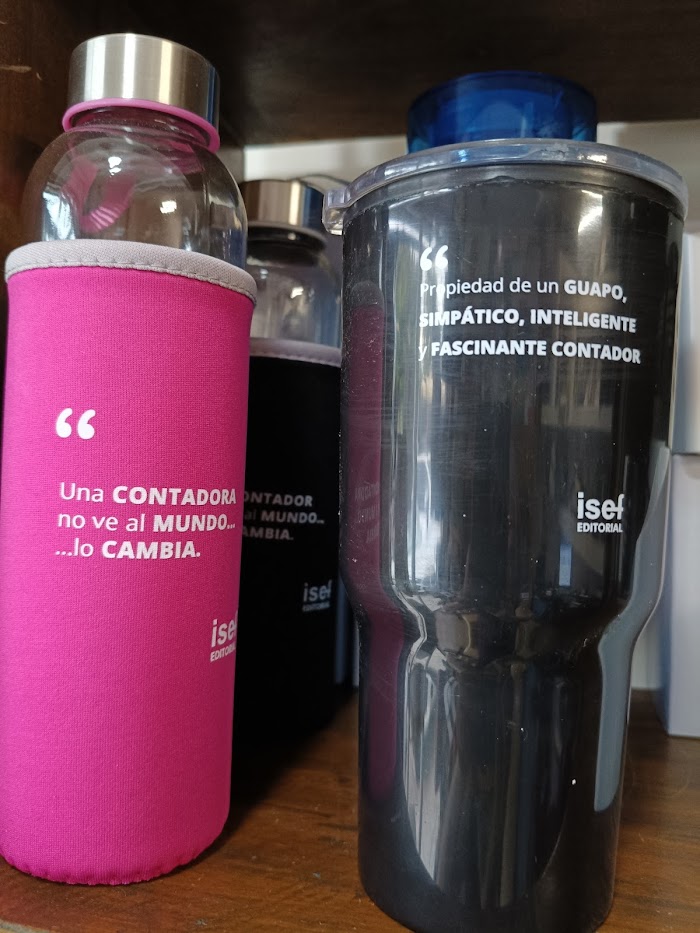 “
Una CONTADORA
no ve al MUNDO...
...lo CAMBIA.
isef
EDITORIAL
ONTADOR
al MUNDO...
AMBIA.
isef
EDITORIAL
“
Propiedad de un GUAPO,
SIMPÁTICO, INTELIGENTE
y FASCINANTE CONTADOR
isef
EDITORIAL